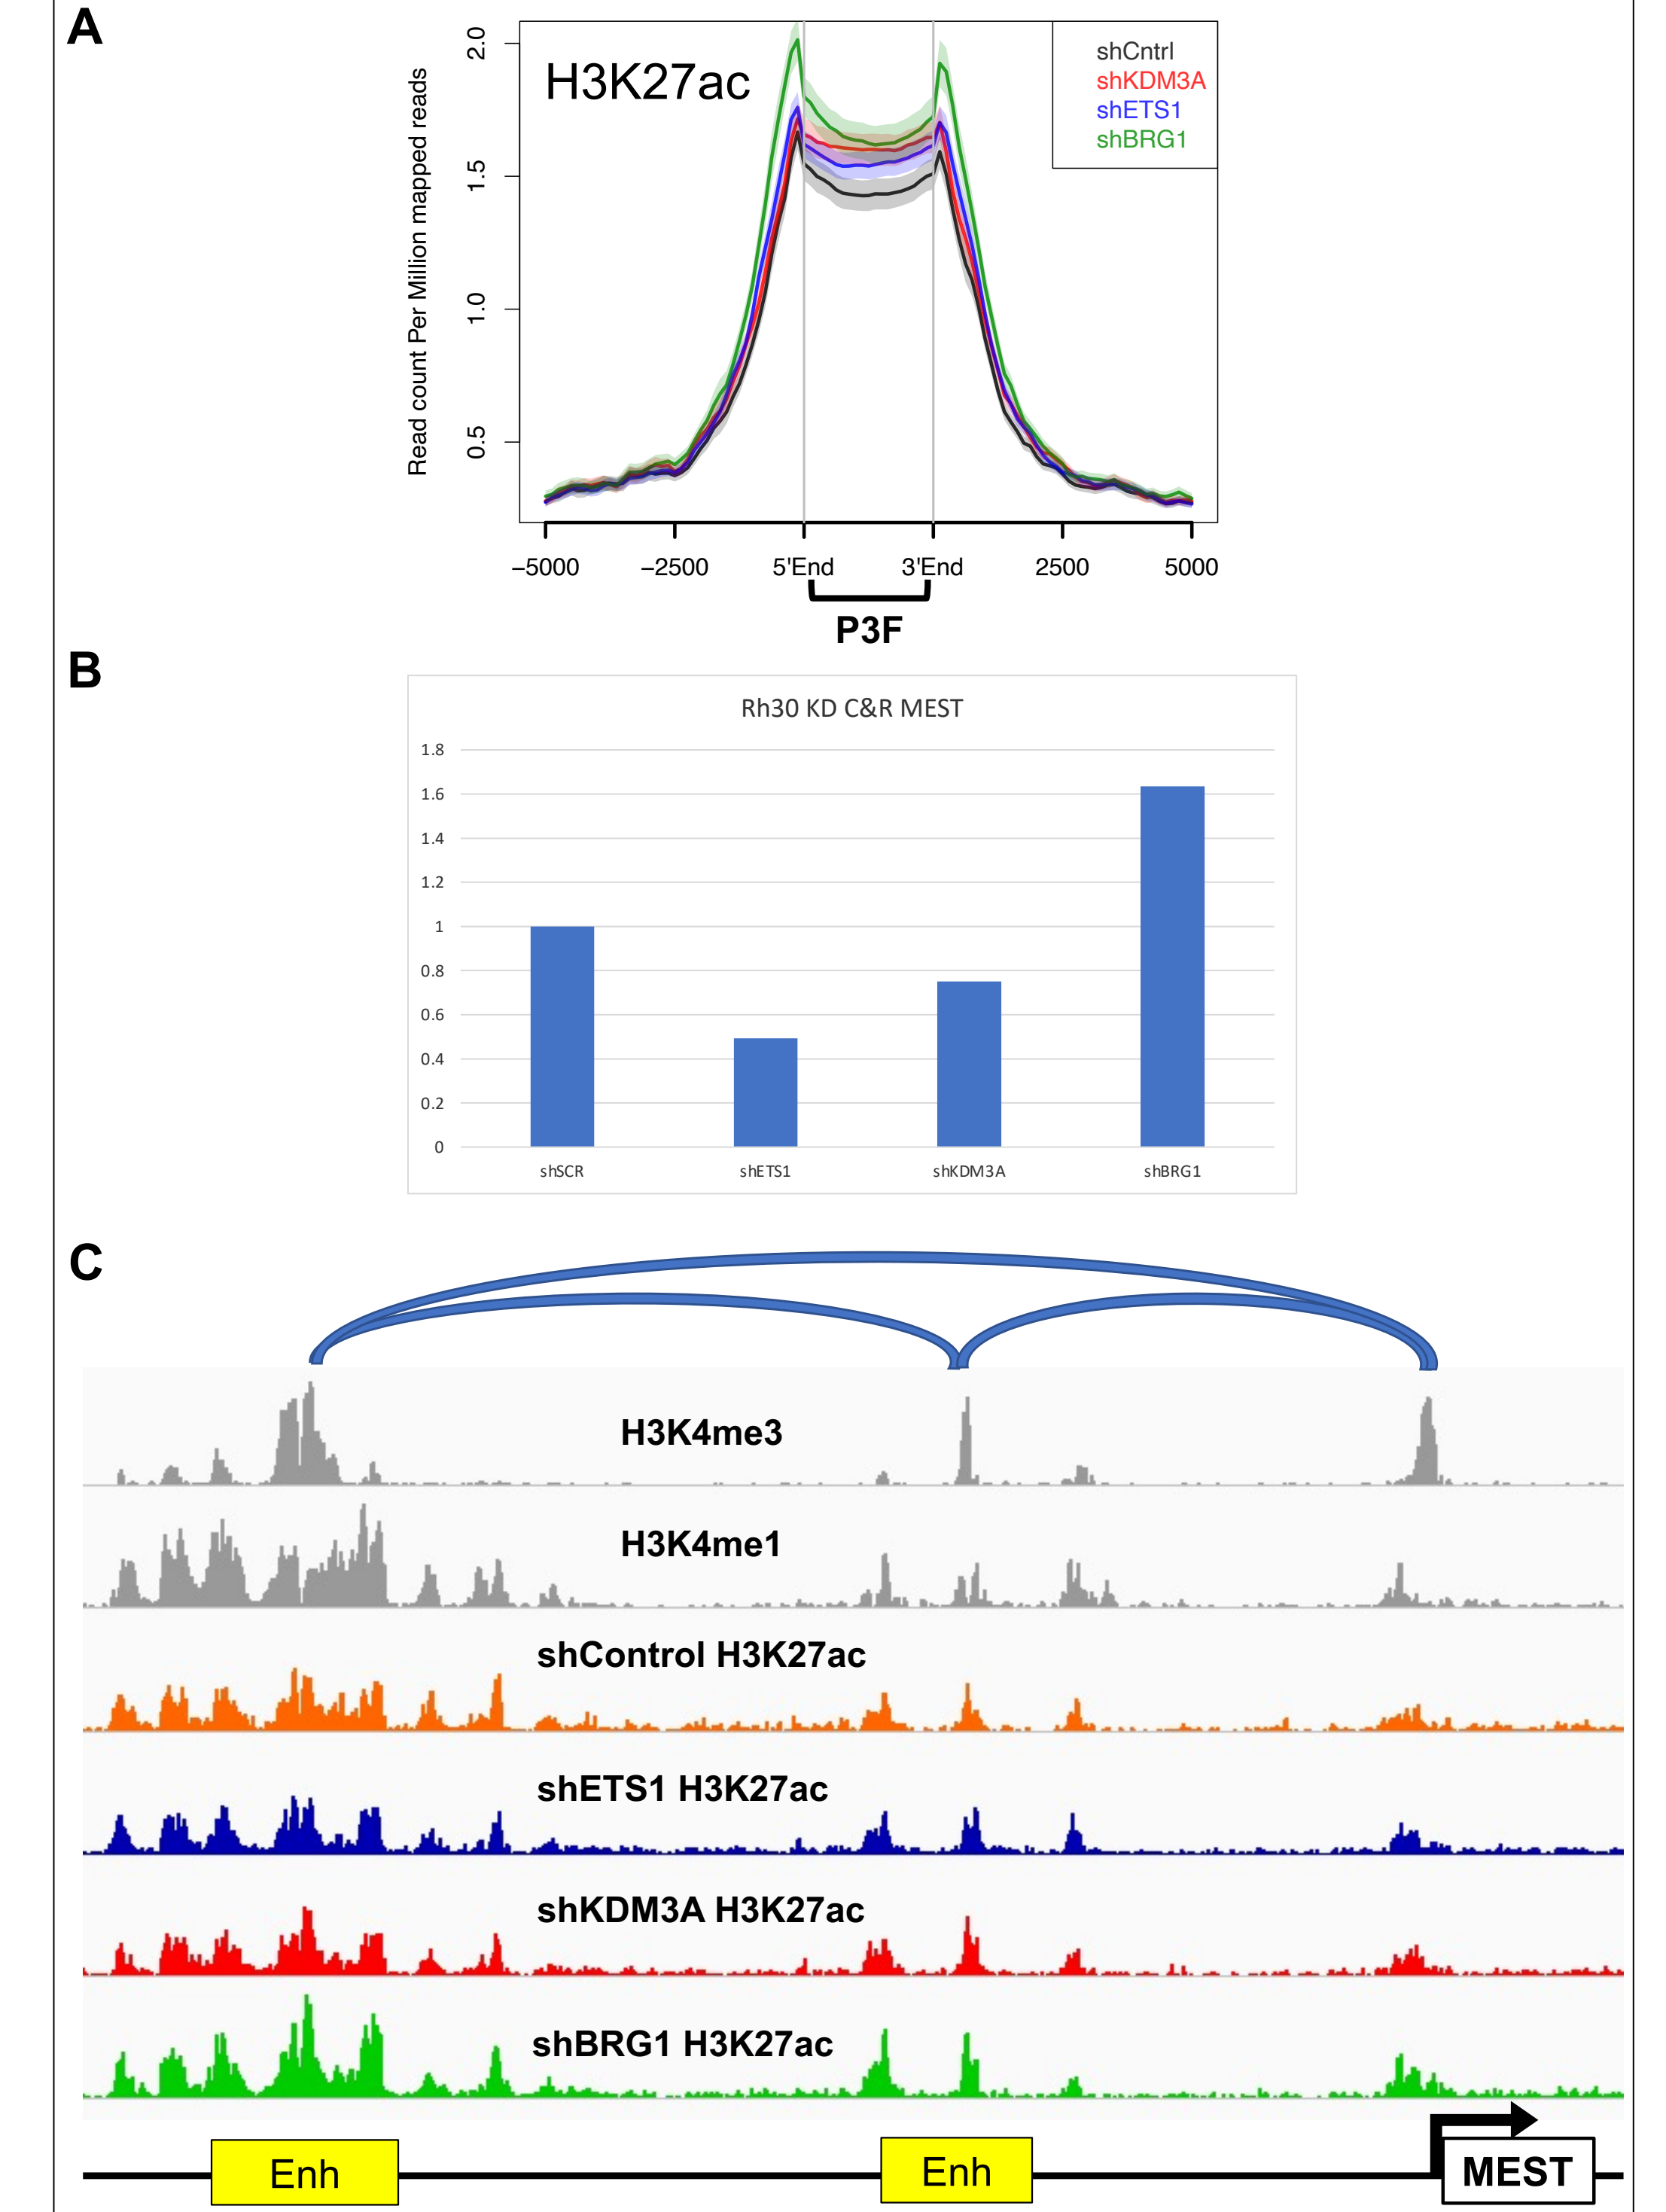 A
H3K27ac
shCntrl
shKDM3A
shETS1
shBRG1
Read count Per Million mapped reads
2.0
1.5
1.0
0.5
−5000 −2500 5'End 3'End 2500 5000
P3F
B
Rh30 KD C&R MEST
1.8
1.6
1.4
1.2
1
0.8
0.6
0.4
0.2
0
shSCR shETS1 shKDM3A shBRG1
C
H3K4me3
H3K4me1
shControl H3K27ac
shETS1 H3K27ac
shKDM3A H3K27ac
shBRG1 H3K27ac
Enh Enh MEST